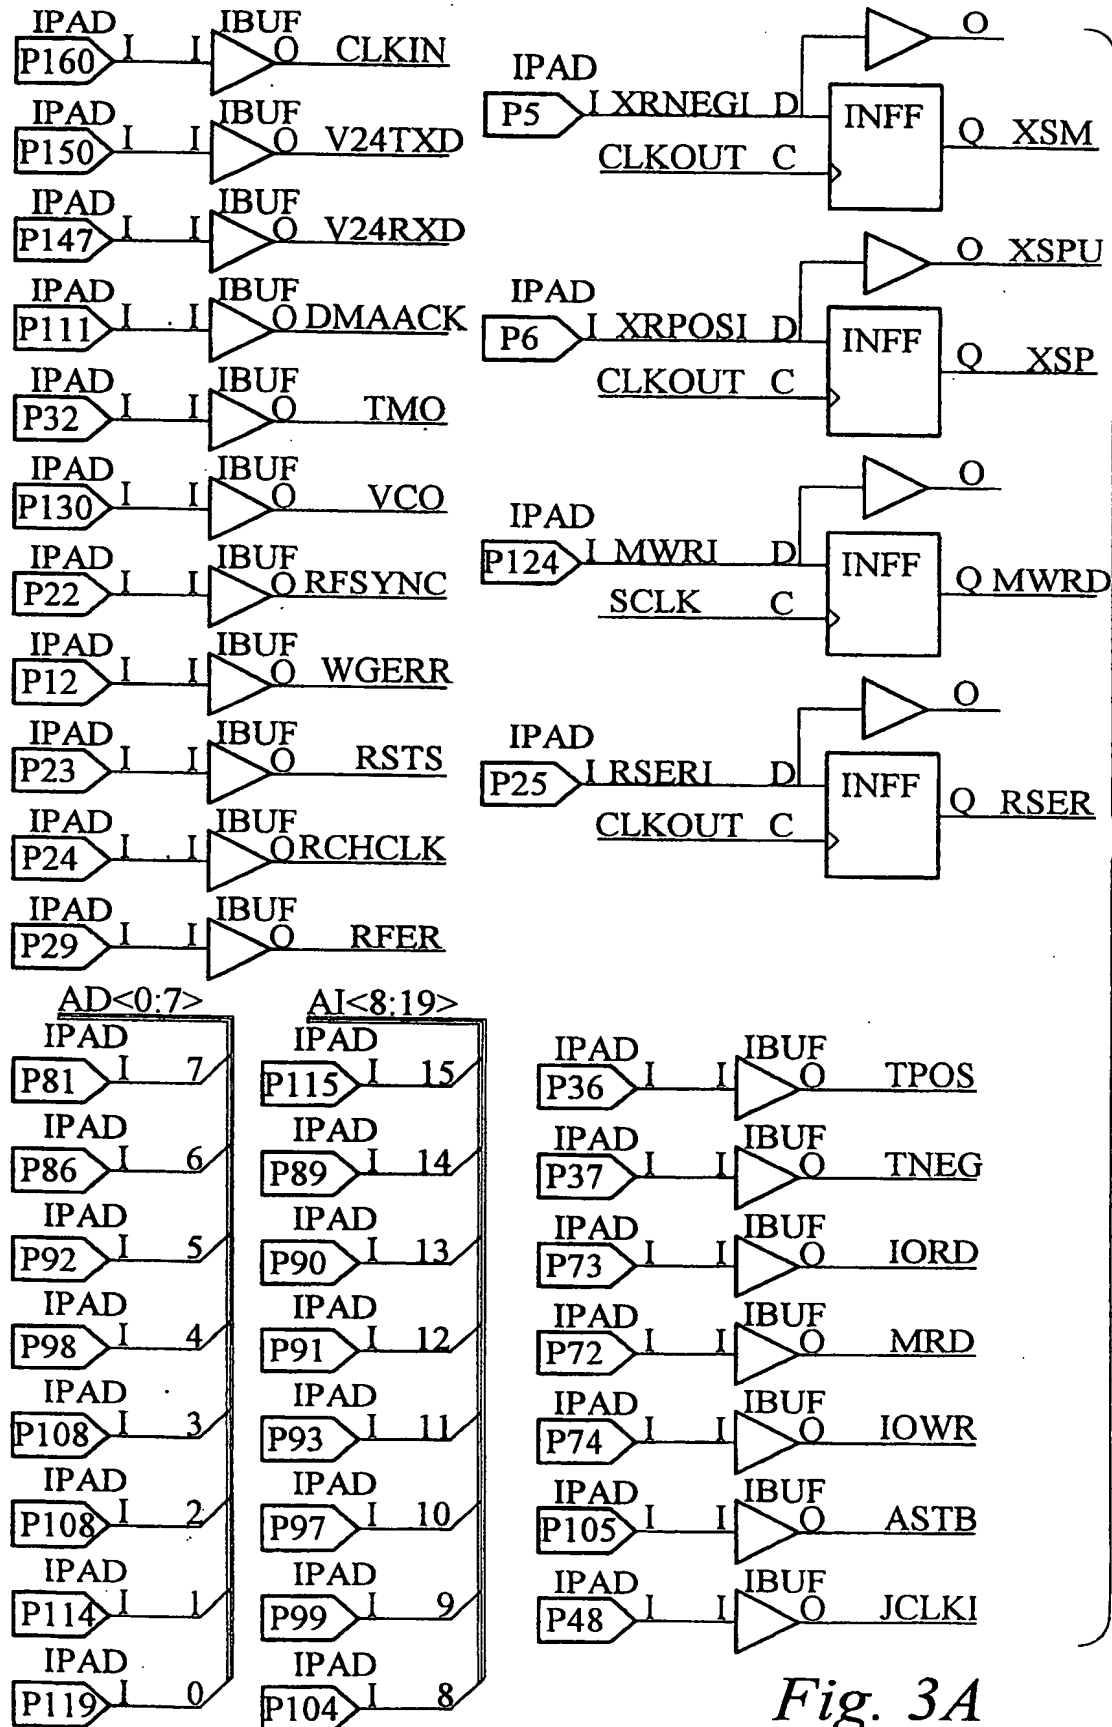 IPAD IBUF
P160 I I O CLKIN
IPAD IBUF
P150 I I O V24TXD
IPAD IBUF
P147 I I O V24RXD
IPAD IBUF
P111 I I O DMAACK
IPAD IBUF
P32 I I O TMO
IPAD IBUF
P130 I I O VCO
IPAD IBUF
P22 I I O RFSYNC
IPAD IBUF
P12 I I O WGERR
IPAD IBUF
P23 I I O RSTS
IPAD IBUF
P24 I I O RCHCLK
IPAD IBUF
P29 I I O RFER
O
IPAD
P5 I XRNEGI D INFF
CLKOUT C Q XSM
O XSPU
IPAD
P6 I XRPOSI D INFF
CLKOUT C Q XSP
O
IPAD
P124 I MWRI D INFF
SCLK C Q MWRD
O
IPAD
P25 I RSERI D INFF
CLKOUT C Q RSER
AD<0:7>
IPAD
P81 I 7
IPAD
P86 I 6
IPAD
P92 I 5
IPAD
P98 I 4
IPAD
P108 I 3
IPAD
P108 I 2
IPAD
P114 I 1
IPAD
P119 I 0
AI<8:19>
IPAD
P115 I 15
IPAD
P89 I 14
IPAD
P90 I 13
IPAD
P91 I 12
IPAD
P93 I 11
IPAD
P97 I 10
IPAD
P99 I 9
IPAD
P104 I 8
IPAD IBUF
P36 I I O TPOS
IPAD IBUF
P37 I I O TNEG
IPAD IBUF
P73 I I O IORD
IPAD IBUF
P72 I I O MRD
IPAD IBUF
P74 I I O IOWR
IPAD IBUF
P105 I I O ASTB
IPAD IBUF
P48 I I O JCLKI
Fig. 3A